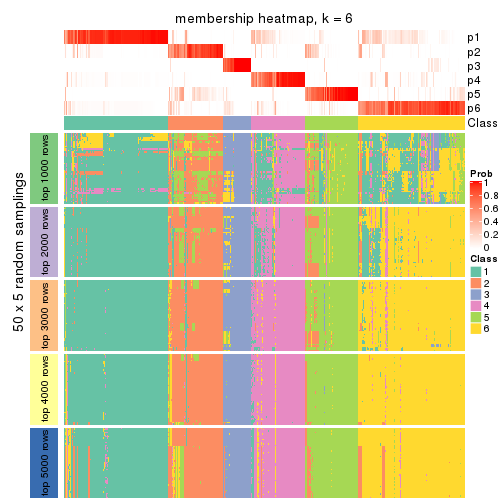 membership heatmap, k = 6
p1
p2
p3
p4
p5
p6
Class
50 x 5 random samplings
top 1000 rows
top 2000 rows
top 3000 rows
top 4000 rows
top 5000 rows
Prob
1
0.8
0.6
0.4
0.2
0
Class
1
2
3
4
5
6